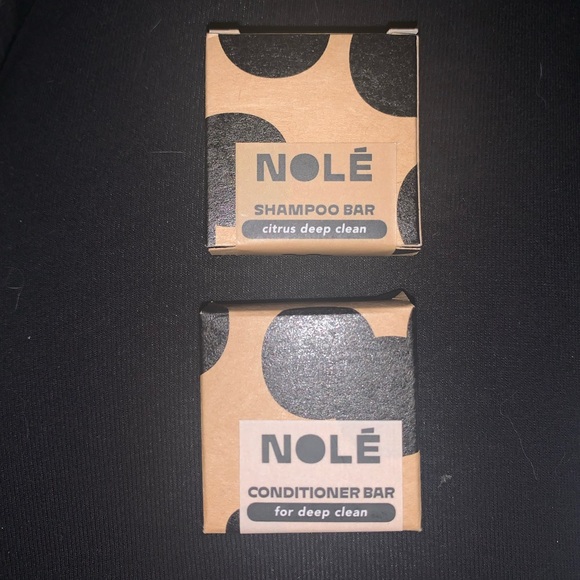 NOLÉ
SHAMPOO BAR
citrus deep clean
NOLÉ
CONDITIONER BAR
for deep clean